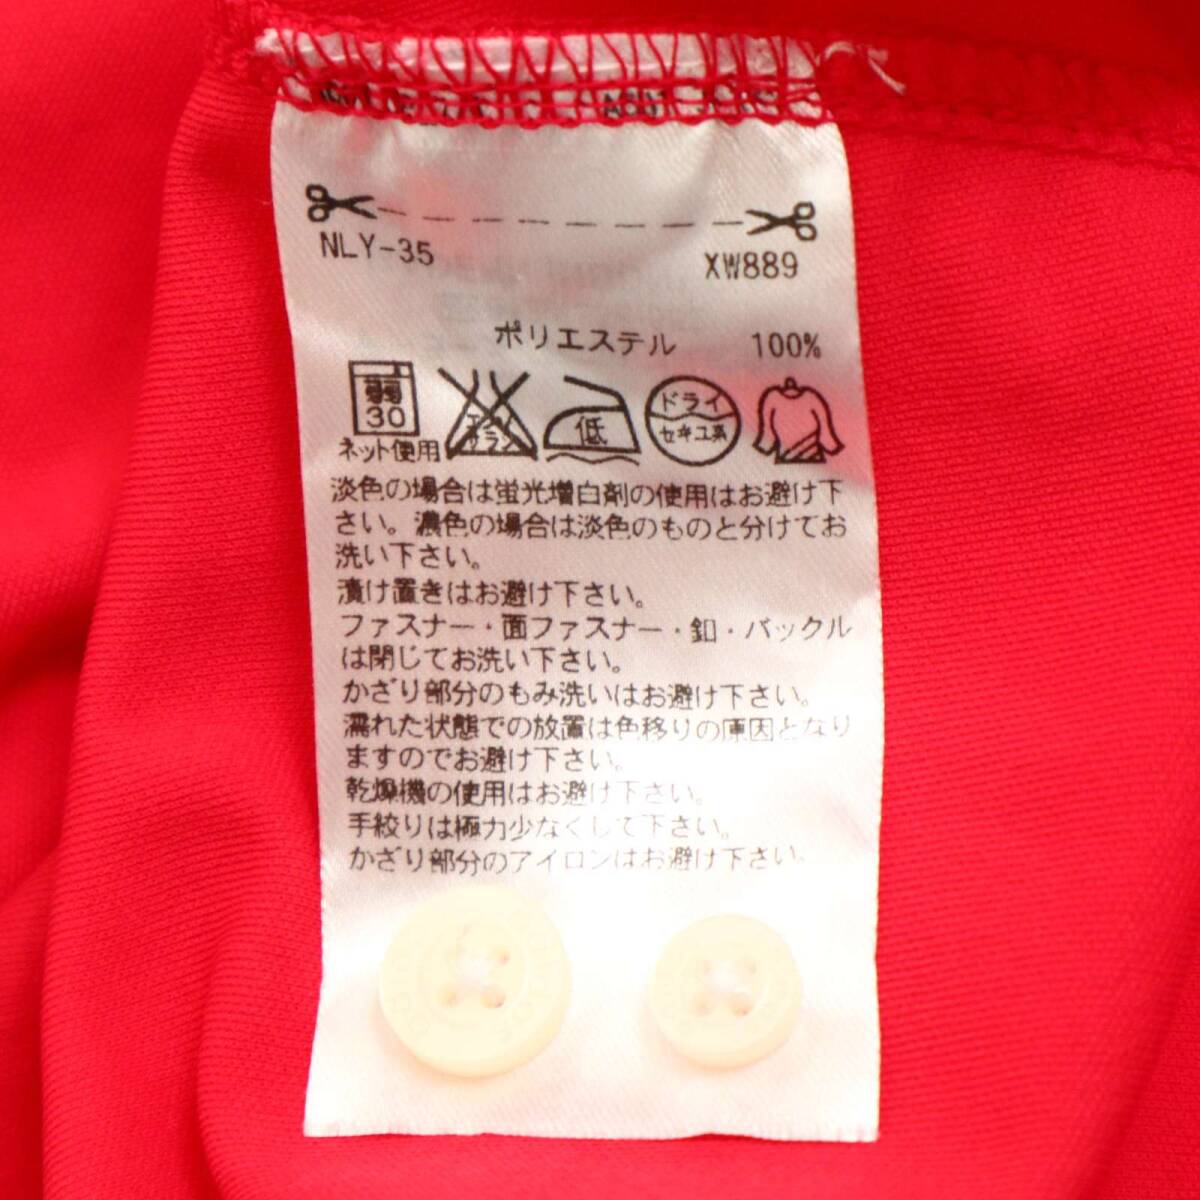 NLY-35 XW889
ポリエステル 100%
弱 30 エンソ サラシ 低 ドライ セキユ系
ネット使用
淡色の場合は蛍光増白剤の使用はお避け下
さい。濃色の場合は淡色のものと分けてお
洗い下さい。
漬け置きはお避け下さい。
ファスナー・面ファスナー・釦・バックル
は閉じてお洗い下さい。
かざり部分のもみ洗いはお避け下さい。
濡れた状態での放置は色移りの原因となり
ますのでお避け下さい。
乾燥機の使用はお避け下さい。
手絞りは極力少なくして下さい。
かざり部分のアイロンはお避け下さい。